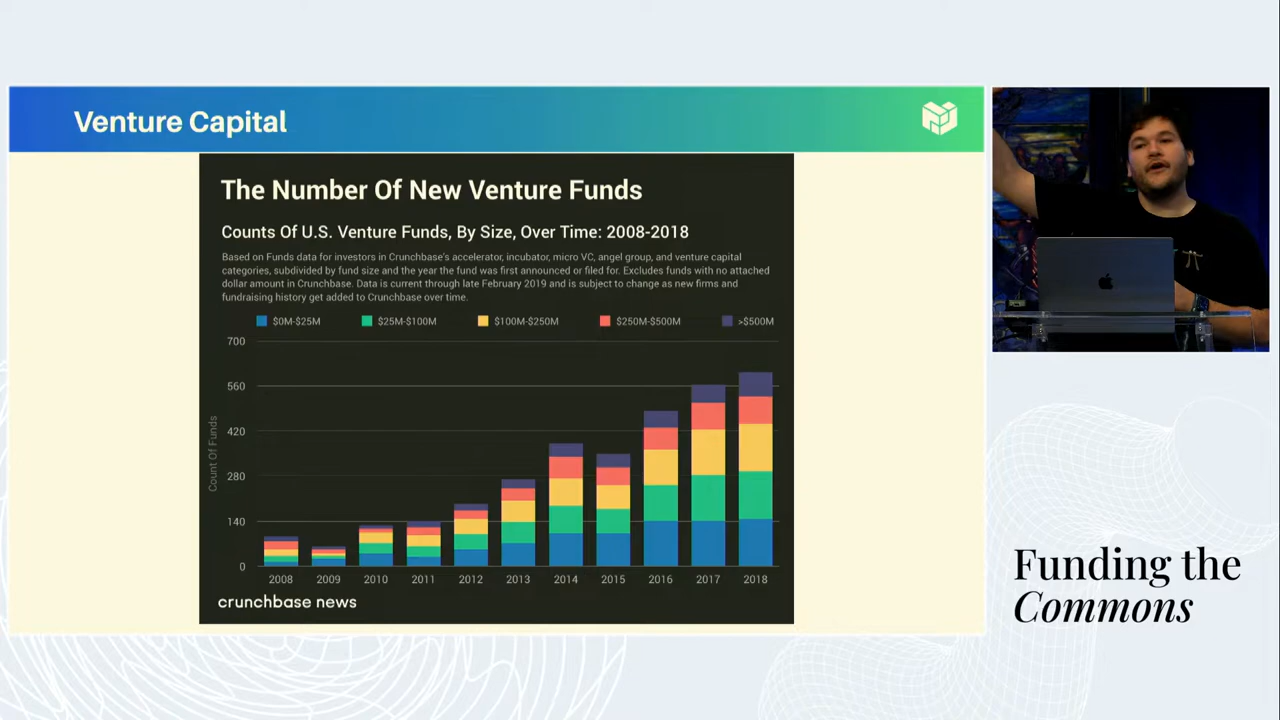 Venture Capital
The Number Of New Venture Funds
Counts Of U.S. Venture Funds, By Size, Over Time: 2008-2018
Based on Funds data for investors in Crunchbase's accelerator, incubator, micro VC, angel group, and venture capital
categories, subdivided by fund size and the year the fund was first announced or filed for. Excludes funds with no attached
dollar amount in Crunchbase. Data is current through late February 2019 and is subject to change as new firms and
fundraising history get added to Crunchbase over time.
$0M-$25M $25M-$100M $100M-$250M $250M-$500M >$500M
Count Of Funds
700
560
420
280
140
0
2008 2009 2010 2011 2012 2013 2014 2015 2016 2017 2018
crunchbase news
Funding the
Commons